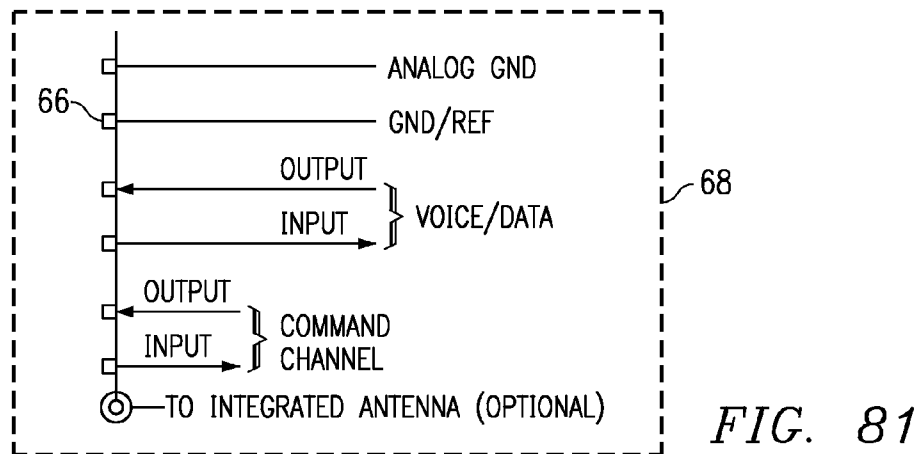 ANALOG GND
66
GND/REF
OUTPUT
68
VOICE/DATA
INPUT
OUTPUT
COMMAND
CHANNEL
INPUT
TO INTEGRATED ANTENNA (OPTIONAL)
FIG. 81